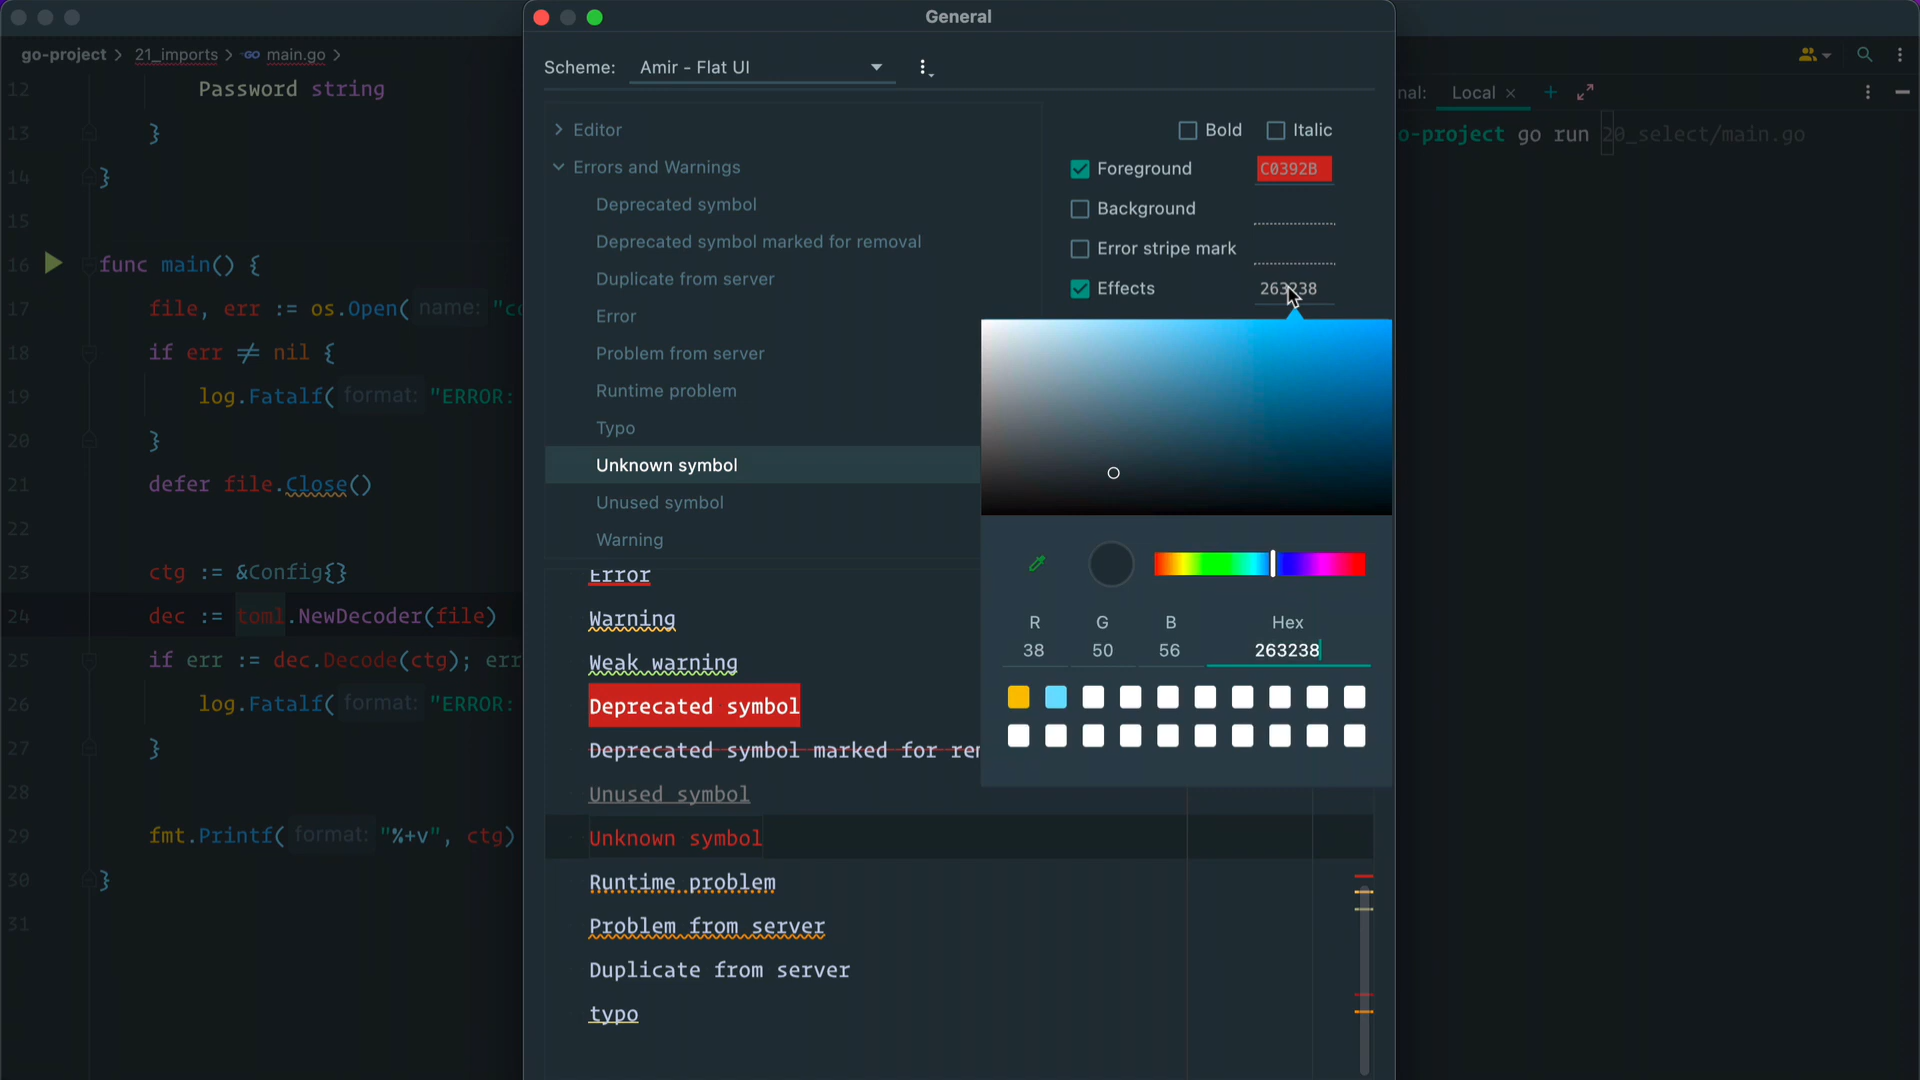 General
go-project > 21_imports > GO main.go >
12 Password string
13 }
14 }
15
16 func main() {
17 file, err := os.Open( name: "co
18 if err ≠ nil {
19 log.Fatalf( format: "ERROR:
20 }
21 defer file.Close()
22
23 ctg := &Config{}
24 dec := toml.NewDecoder(file)
25 if err := dec.Decode(ctg); err
26 log.Fatalf( format: "ERROR:
27 }
28
29 fmt.Printf( format: "%+v", ctg)
30 }
31
Scheme: Amir - Flat UI
Editor
Errors and Warnings
Deprecated symbol
Deprecated symbol marked for removal
Duplicate from server
Error
Problem from server
Runtime problem
Typo
Unknown symbol
Unused symbol
Warning
Bold Italic
Foreground C0392B
Background
Error stripe mark
Effects 263238
R G B Hex
38 50 56 263238
Error
Warning
Weak warning
Deprecated symbol
Deprecated symbol marked for rem
Unused symbol
Unknown symbol
Runtime problem
Problem from server
Duplicate from server
typo
nal: Local × +
o-project go run 20_select/main.go